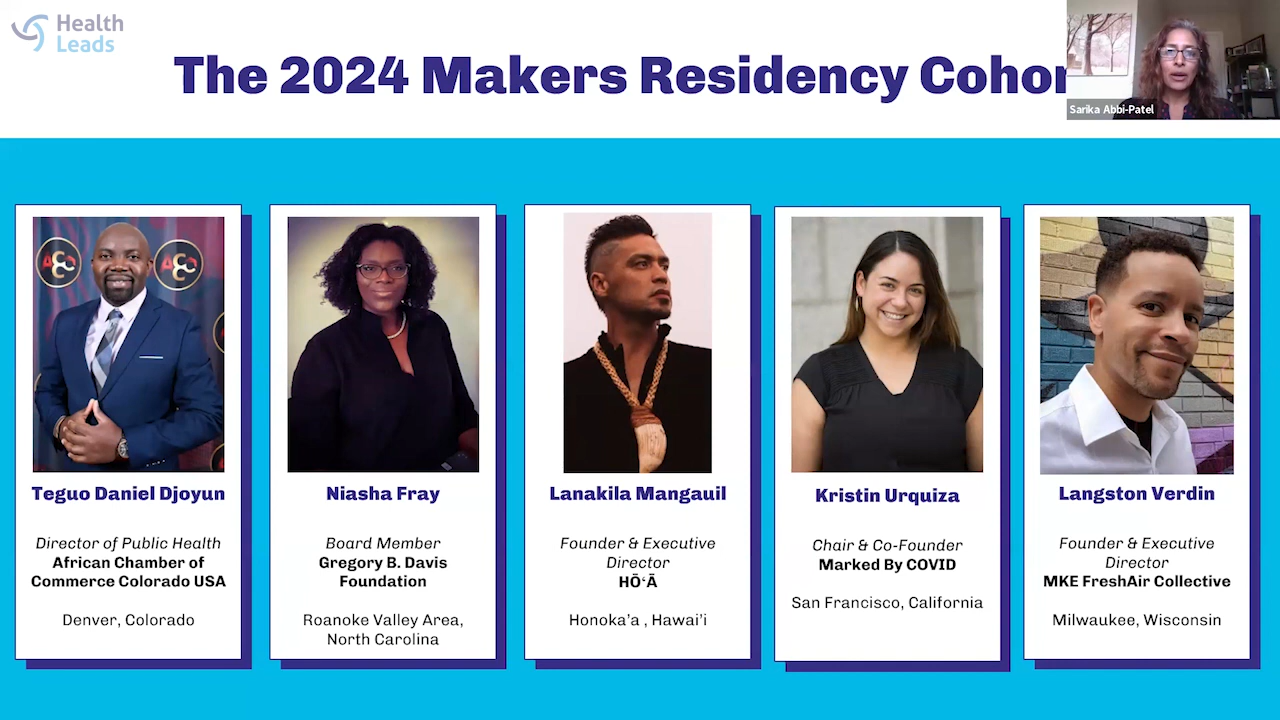 Health
Leads
The 2024 Makers Residency Cohor
Sarika Abbi-Patel
Teguo Daniel Djoyun
Director of Public Health
African Chamber of
Commerce Colorado USA
Denver, Colorado
Niasha Fray
Board Member
Gregory B. Davis
Foundation
Roanoke Valley Area,
North Carolina
Lanakila Mangauil
Founder & Executive
Director
HŌʻĀ
Honoka’a , Hawai’i
Kristin Urquiza
Chair & Co-Founder
Marked By COVID
San Francisco, California
Langston Verdin
Founder & Executive
Director
MKE FreshAir Collective
Milwaukee, Wisconsin